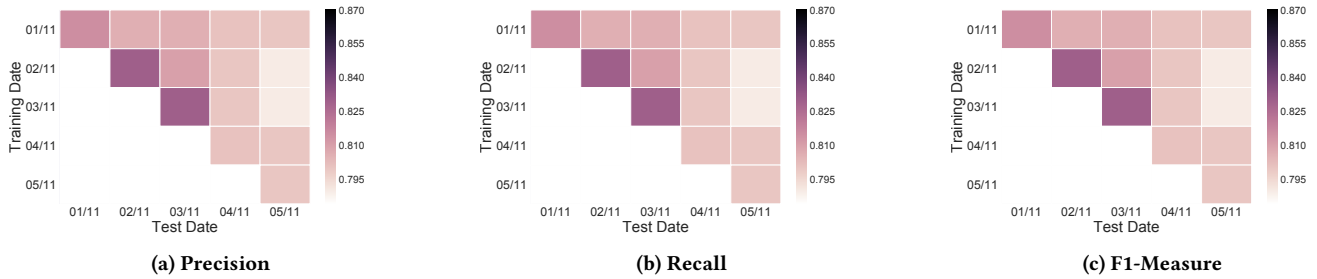 Training Date
01/11
02/11
03/11
04/11
05/11
01/11 02/11 03/11 04/11 05/11
Test Date
0.870
0.855
0.840
0.825
0.810
0.795
(a) Precision
Training Date
01/11
02/11
03/11
04/11
05/11
01/11 02/11 03/11 04/11 05/11
Test Date
0.870
0.855
0.840
0.825
0.810
0.795
(b) Recall
Training Date
01/11
02/11
03/11
04/11
05/11
01/11 02/11 03/11 04/11 05/11
Test Date
0.870
0.855
0.840
0.825
0.810
0.795
(c) F1-Measure